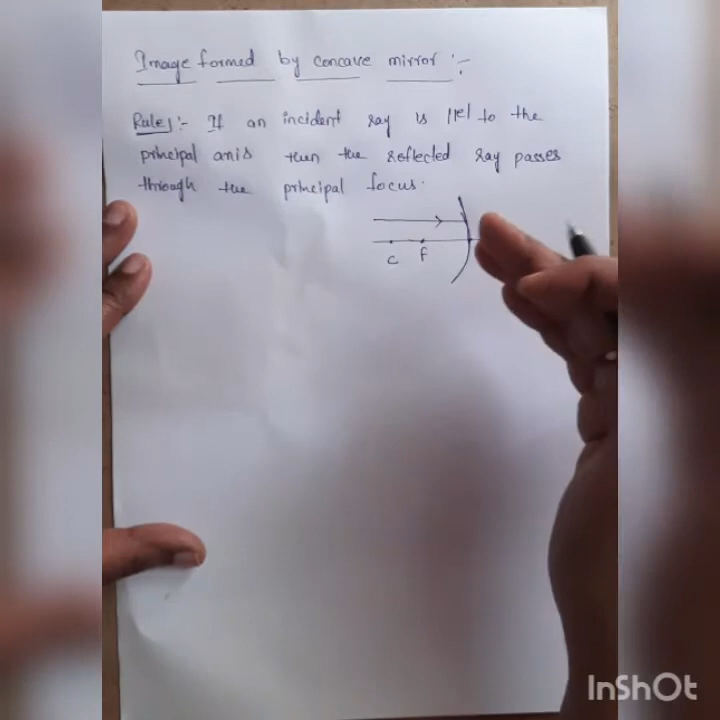 Image formed by concave mirror :-
Rules:- If an incident ray is llel to the
principal axis then the reflected ray passes
through the principal focus.
C F
InShOt